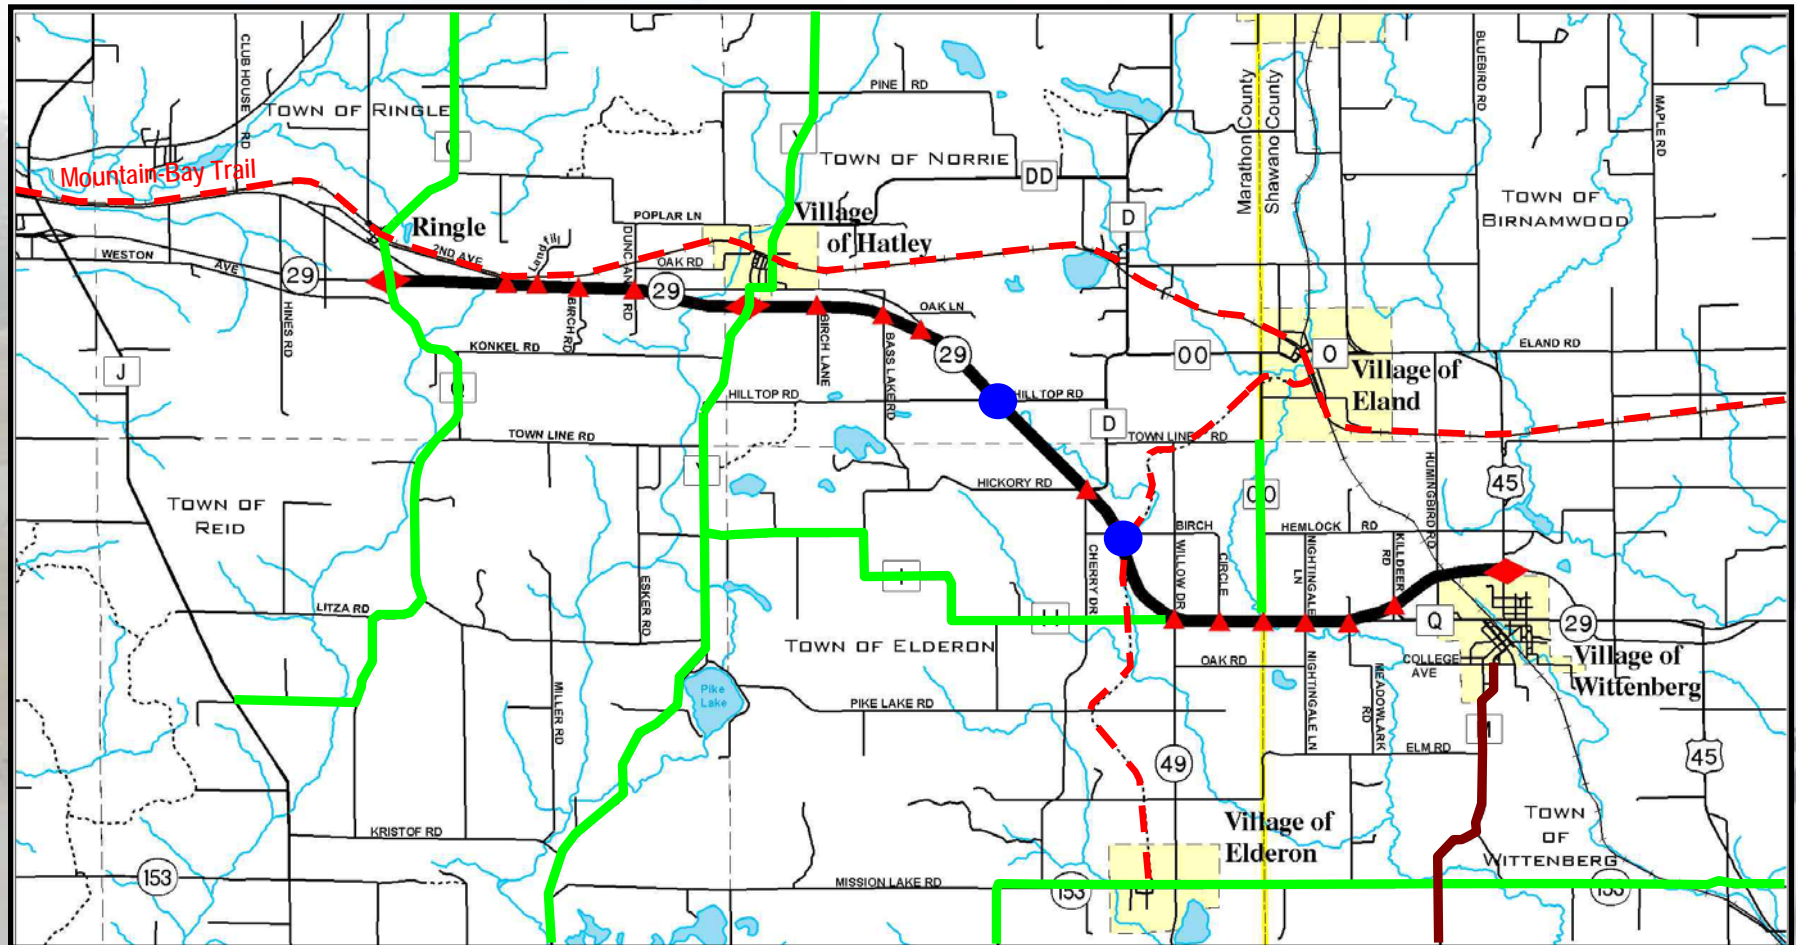 CLUB HOUSE RD
TOWN OF RINGLE
PINE RD
Marathon County
Shawano County
BLUEBIRD RD
MAPLE RD
Y
TOWN OF NORRIE
DD
Mountain-Bay Trail
TOWN OF
BIRNAMWOOD
D
Ringle
POPLAR LN
Village
of Hatley
WESTON
AVE
29
2ND AVE
Landfill
DUNCIAN RD
OAK RD
29
HINES RD
BIRCH RD
BIRCH LANE
BASS LAKE RD
OAK LN
29
KONKEL RD
J
Q
OO
O
ELAND RD
Village of
Eland
HILLTOP RD
HILLTOP RD
D
TOWN LINE RD
TOWN LINE RD
Y
HICKORY RD
OO
HUMINGBIRD RD
45
TOWN OF
REID
BIRCH
CIRCLE
HEMLOCK RD
CHERRY DR
WILLOW DR
NIGHTINGALE
LN
KILLDEER
RD
I
ESKER RD
LITZA RD
H
Q
29
TOWN OF ELDERON
OAK RD
COLLEGE
AVE
Village of
Wittenberg
Pike
Lake
MILLER RD
PIKE LAKE RD
NIGHTINGALE LN
MEADOWLARK
RD
M
ELM RD
45
49
Village of
Elderon
TOWN
OF
WITTENBERG
KRISTOF RD
153
MISSION LAKE RD
153
153